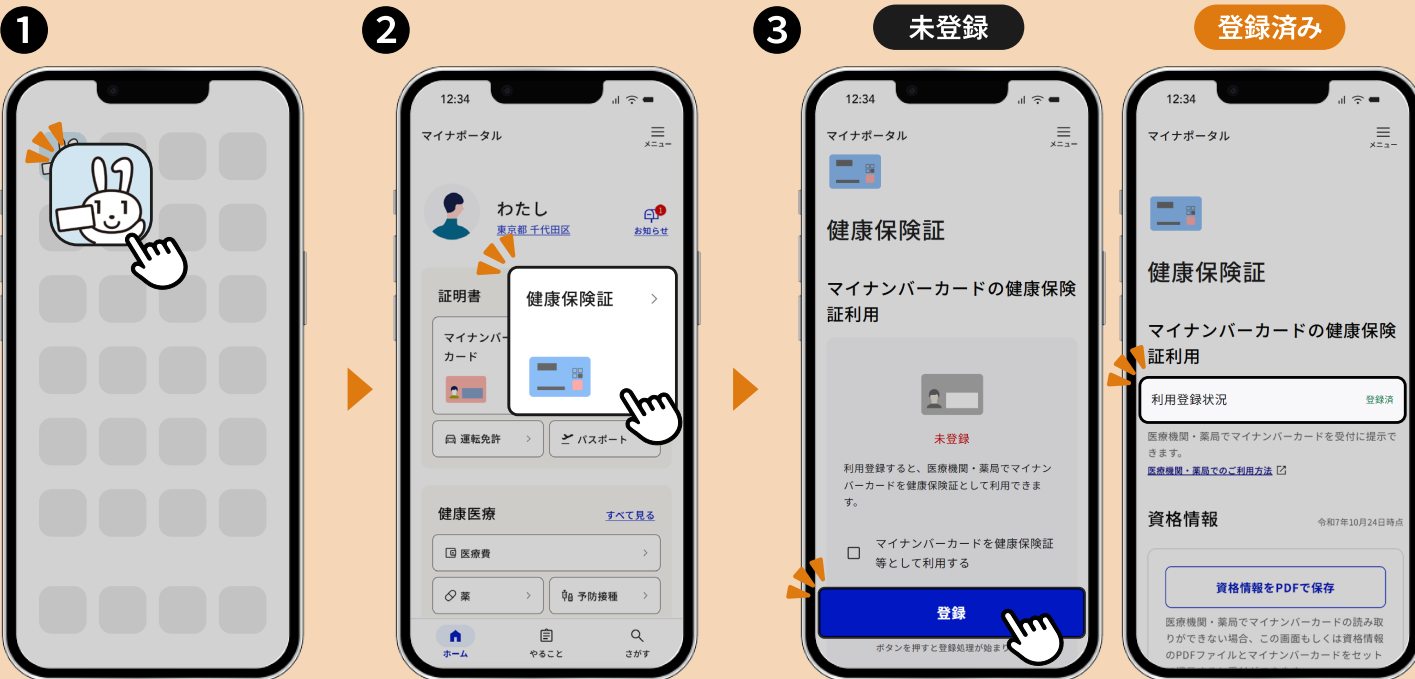 1
2
3
未登録
登録済み
12:34
マイナポータル
メニュー
わたし
東京都 千代田区
1
お知らせ
証明書
マイナンバー
カード
健康保険証
運転免許
パスポート
健康医療
すべて見る
医療費
薬
予防接種
ホーム
やること
さがす
12:34
マイナポータル
メニュー
健康保険証
マイナンバーカードの健康保険
証利用
未登録
利用登録すると、医療機関・薬局でマイナン
バーカードを健康保険証として利用できま
す。
マイナンバーカードを健康保険証
等として利用する
登録
ボタンを押すと登録処理が始まり
12:34
マイナポータル
メニュー
健康保険証
マイナンバーカードの健康保険
証利用
利用登録状況
登録済
医療機関・薬局でマイナンバーカードを受付に提示で
きます。
医療機関・薬局でのご利用方法
資格情報
令和7年10月24日時点
資格情報をPDFで保存
医療機関・薬局でマイナンバーカードの読み取
りができない場合、この画面もしくは資格情報
のPDFファイルとマイナンバーカードをセット